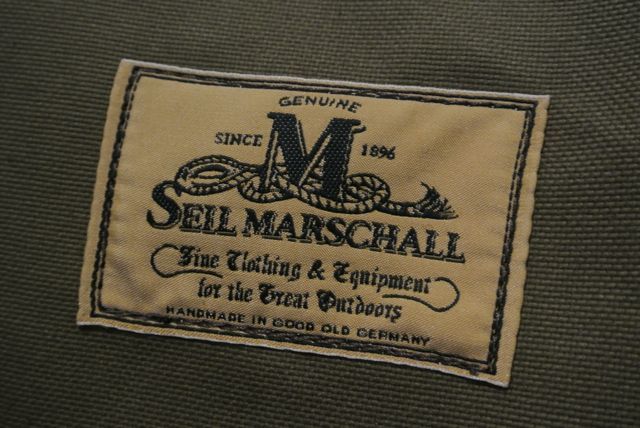 GENUINE
SINCE M 1896
SEIL MARSCHALL
Fine Clothing & Equipment
for the Great Outdoors
HANDMADE IN GOOD OLD GERMANY